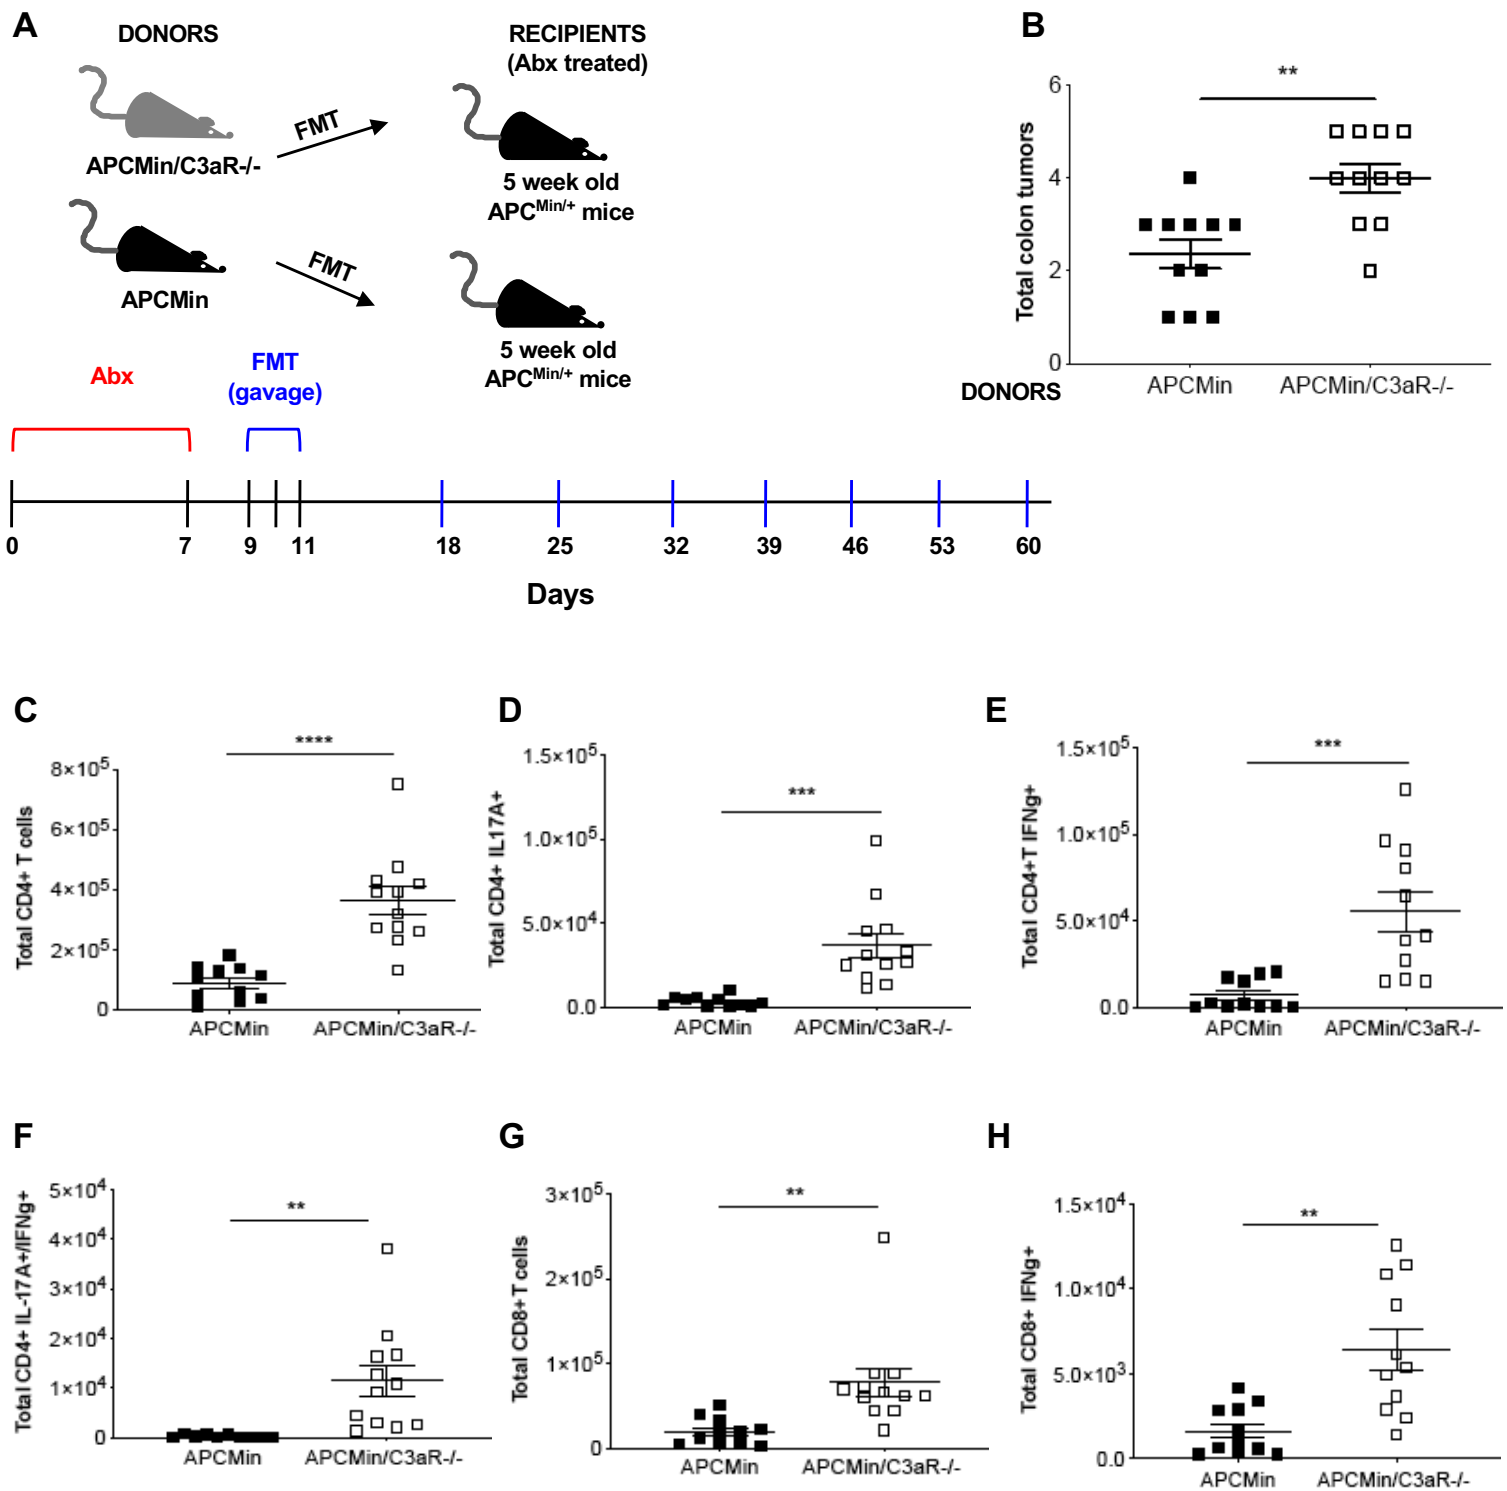 A
DONORS
RECIPIENTS
(Abx treated)
FMT
APCMin/C3aR-/-
5 week old
APCMin/+ mice
FMT
APCMin
5 week old
APCMin/+ mice
Abx
FMT
(gavage)
0 7 9 11 18 25 32 39 46 53 60
Days
B
**
Total colon tumors
6
4
2
0
DONORS
APCMin APCMin/C3aR-/-
C
****
Total CD4+ T cells
8×10^5
6×10^5
4×10^5
2×10^5
0
APCMin APCMin/C3aR-/-
D
***
Total CD4+ IL17A+
1.5×10^5
1.0×10^5
5.0×10^4
0.0
APCMin APCMin/C3aR-/-
E
***
Total CD4+T IFNg+
1.5×10^5
1.0×10^5
5.0×10^4
0.0
APCMin APCMin/C3aR-/-
F
**
Total CD4+ IL-17A+/IFNg+
5×10^4
4×10^4
3×10^4
2×10^4
1×10^4
0
APCMin APCMin/C3aR-/-
G
**
Total CD8+T cells
3×10^5
2×10^5
1×10^5
0
APCMin APCMin/C3aR-/-
H
**
Total CD8+ IFNg+
1.5×10^4
1.0×10^4
5.0×10^3
0.0
APCMin APCMin/C3aR-/-